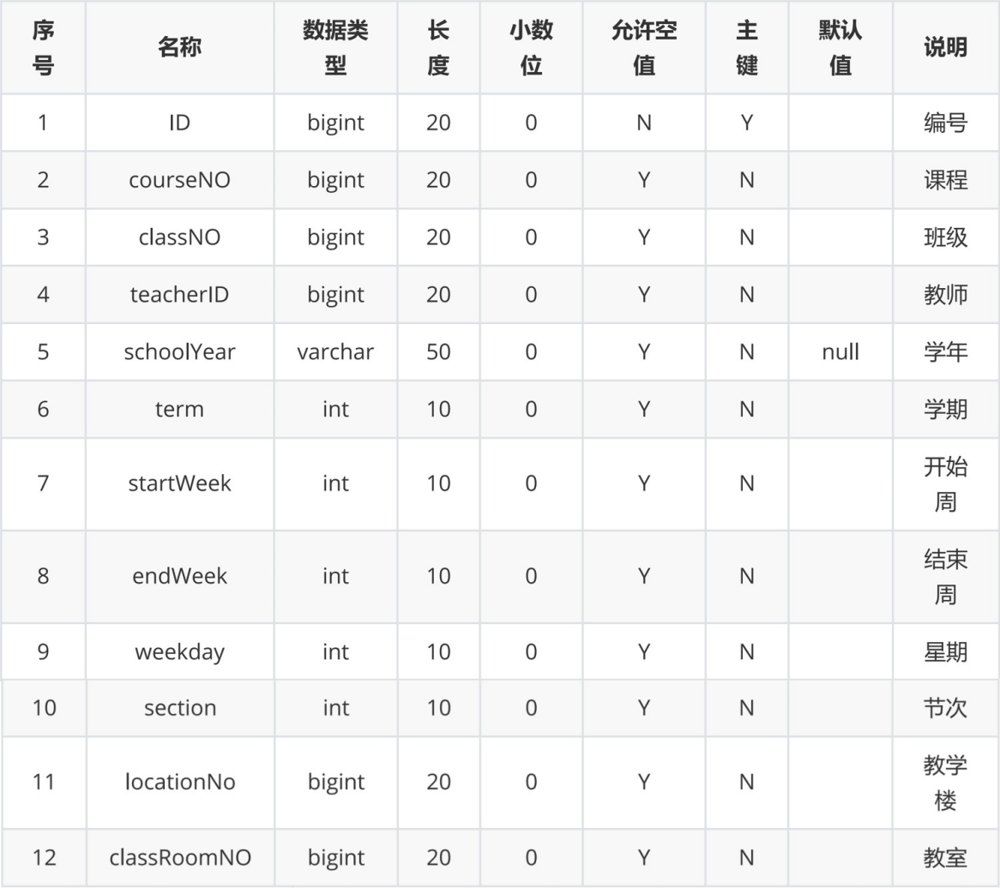 序号 名称 数据类型 长度 小数位 允许空值 主键 默认值 说明
1 ID bigint 20 0 N Y 编号
2 courseNO bigint 20 0 Y N 课程
3 classNO bigint 20 0 Y N 班级
4 teacherID bigint 20 0 Y N 教师
5 schoolYear varchar 50 0 Y N null 学年
6 term int 10 0 Y N 学期
7 startWeek int 10 0 Y N 开始周
8 endWeek int 10 0 Y N 结束周
9 weekday int 10 0 Y N 星期
10 section int 10 0 Y N 节次
11 locationNo bigint 20 0 Y N 教学楼
12 classRoomNO bigint 20 0 Y N 教室